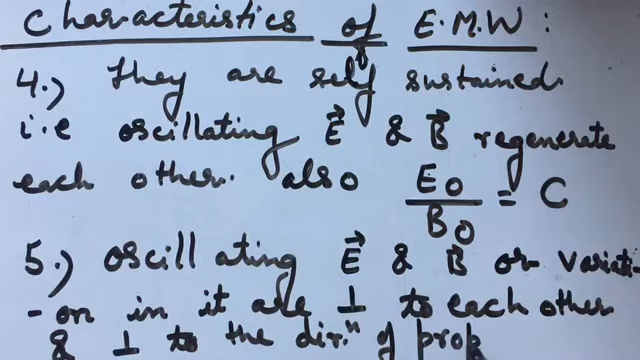 Characteristics of E.M.W:
4.) They are self sustained.
i.e oscillating E⃗ & B⃗ regenerate
each other. also E₀/B₀ = C
5.) oscillating E⃗ & B⃗ or variati-
-on in it are ⊥ to each other
& ⊥ to the dir.ⁿ of prop